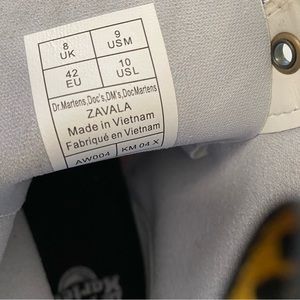 8 9
UK USM
42 10
EU USL
Dr.Martens,Doc's,DM's,DocMartens
ZAVALA
Made in Vietnam
Fabriqué en Vietnam
AW004 KM 04 X